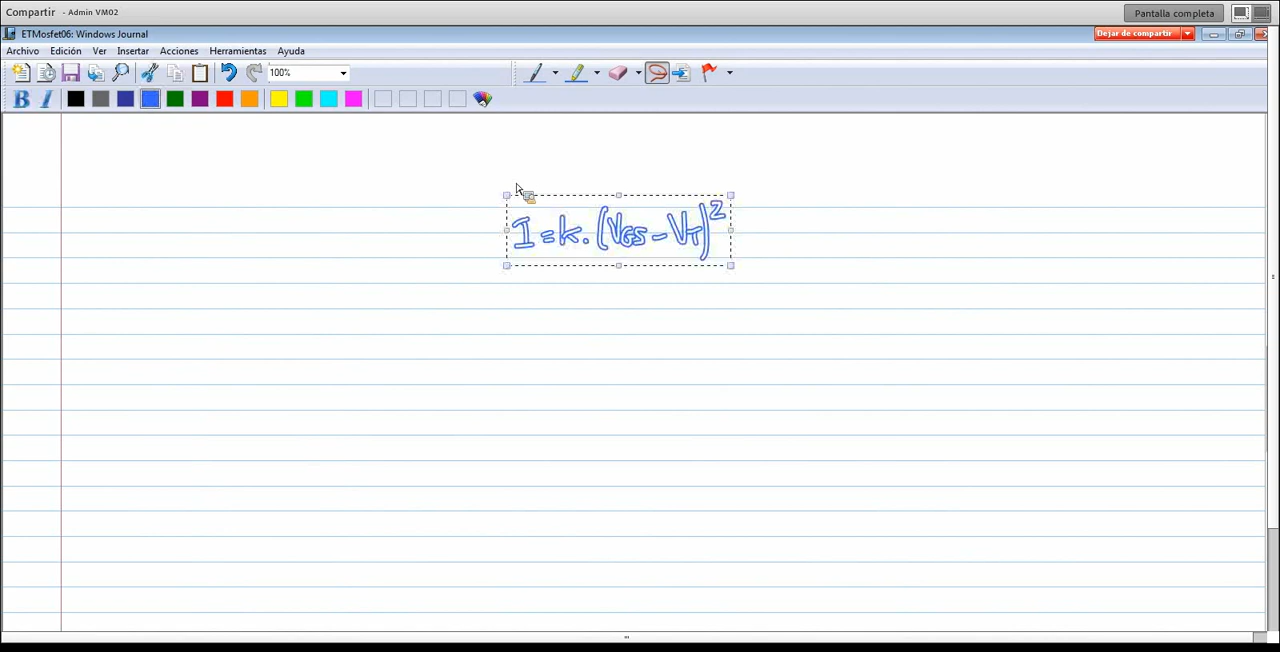 Compartir - Admin VM02
Pantalla completa
ETMosfet06: Windows Journal
Dejar de compartir
Archivo Edición Ver Insertar Acciones Herramientas Ayuda
100%
B I
I = k. (VGS - VT)²